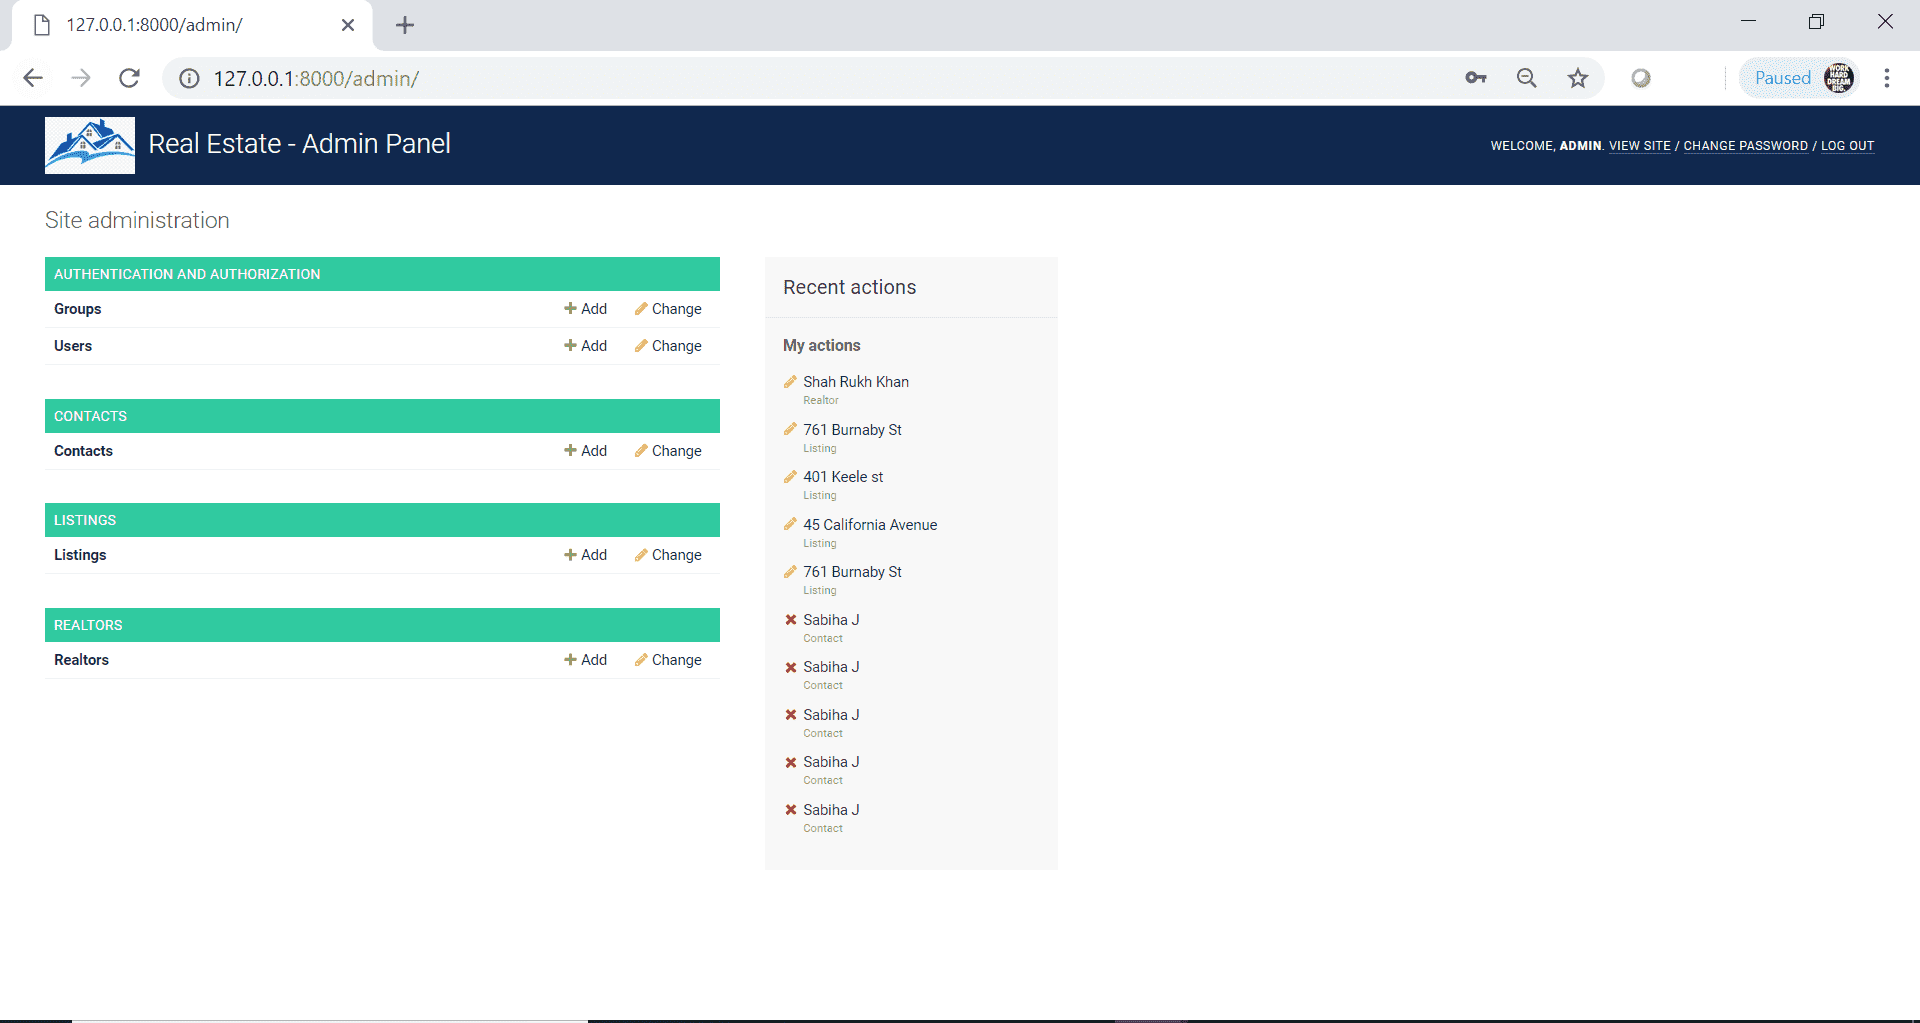 127.0.0.1:8000/admin/
127.0.0.1:8000/admin/
Paused
WORK
HARD
DREAM
BIG.
Real Estate - Admin Panel
WELCOME, ADMIN. VIEW SITE / CHANGE PASSWORD / LOG OUT
Site administration
AUTHENTICATION AND AUTHORIZATION
Groups Add Change
Users Add Change
CONTACTS
Contacts Add Change
LISTINGS
Listings Add Change
REALTORS
Realtors Add Change
Recent actions
My actions
Shah Rukh Khan
Realtor
761 Burnaby St
Listing
401 Keele st
Listing
45 California Avenue
Listing
761 Burnaby St
Listing
Sabiha J
Contact
Sabiha J
Contact
Sabiha J
Contact
Sabiha J
Contact
Sabiha J
Contact